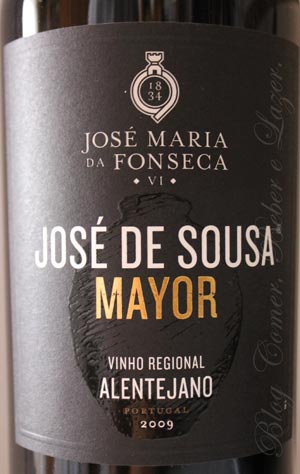 18
34
JOSÉ MARIA
DA FONSECA
· VI ·
JOSÉ DE SOUSA
MAYOR
VINHO REGIONAL
ALENTEJANO
PORTUGAL
2009
Blog Comer, Beber e Lazer.